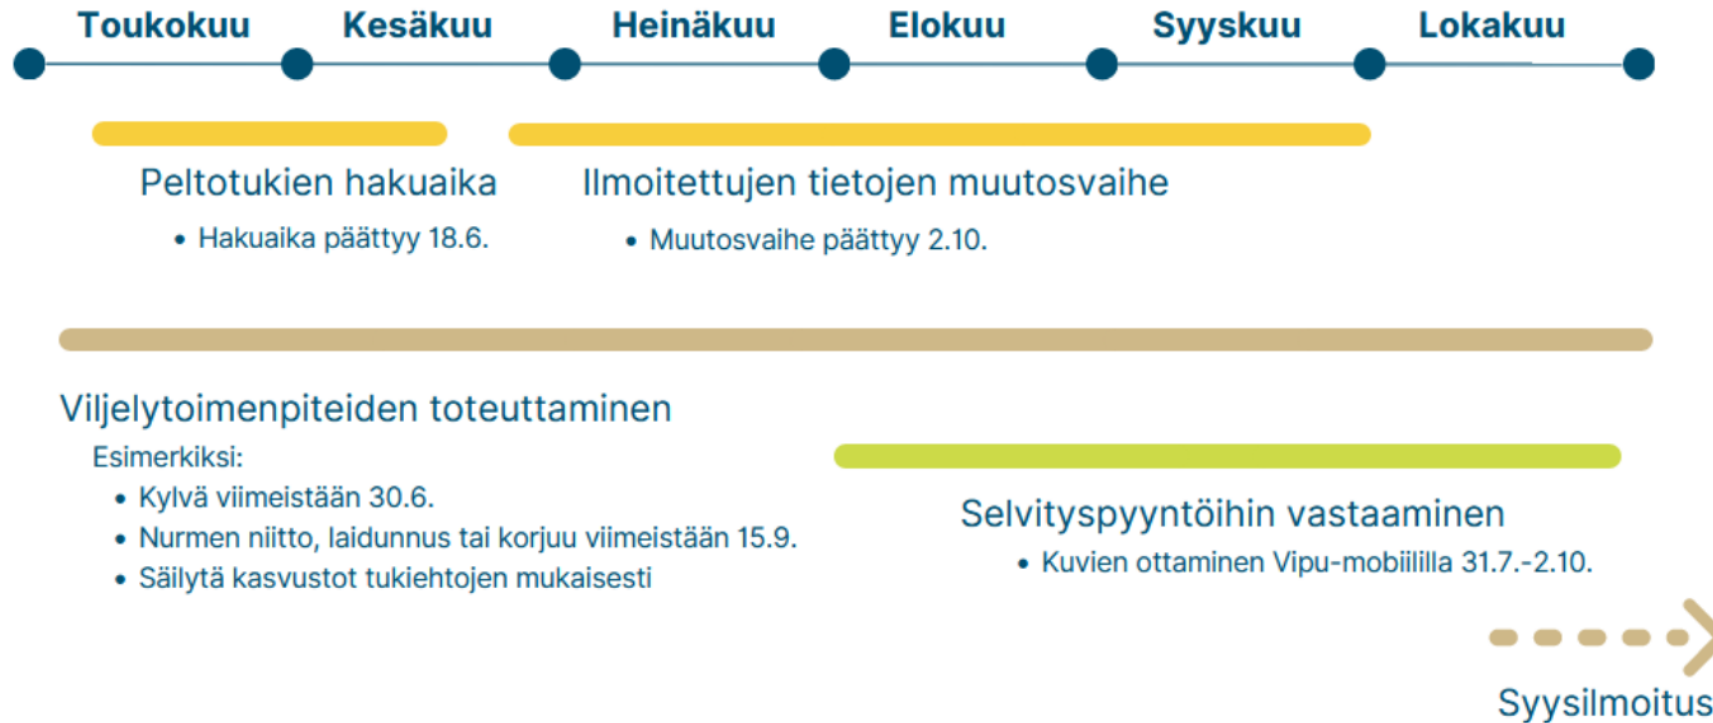 Toukokuu Kesäkuu Heinäkuu Elokuu Syyskuu Lokakuu
Peltotukien hakuaika
• Hakuaika päättyy 18.6.
Ilmoitettujen tietojen muutosvaihe
• Muutosvaihe päättyy 2.10.
Viljelytoimenpiteiden toteuttaminen
Esimerkiksi:
• Kylvä viimeistään 30.6.
• Nurmen niitto, laidunnus tai korjuu viimeistään 15.9.
• Säilytä kasvustot tukiehtojen mukaisesti
Selvityspyyntöihin vastaaminen
• Kuvien ottaminen Vipu-mobiililla 31.7.-2.10.
Syysilmoitus